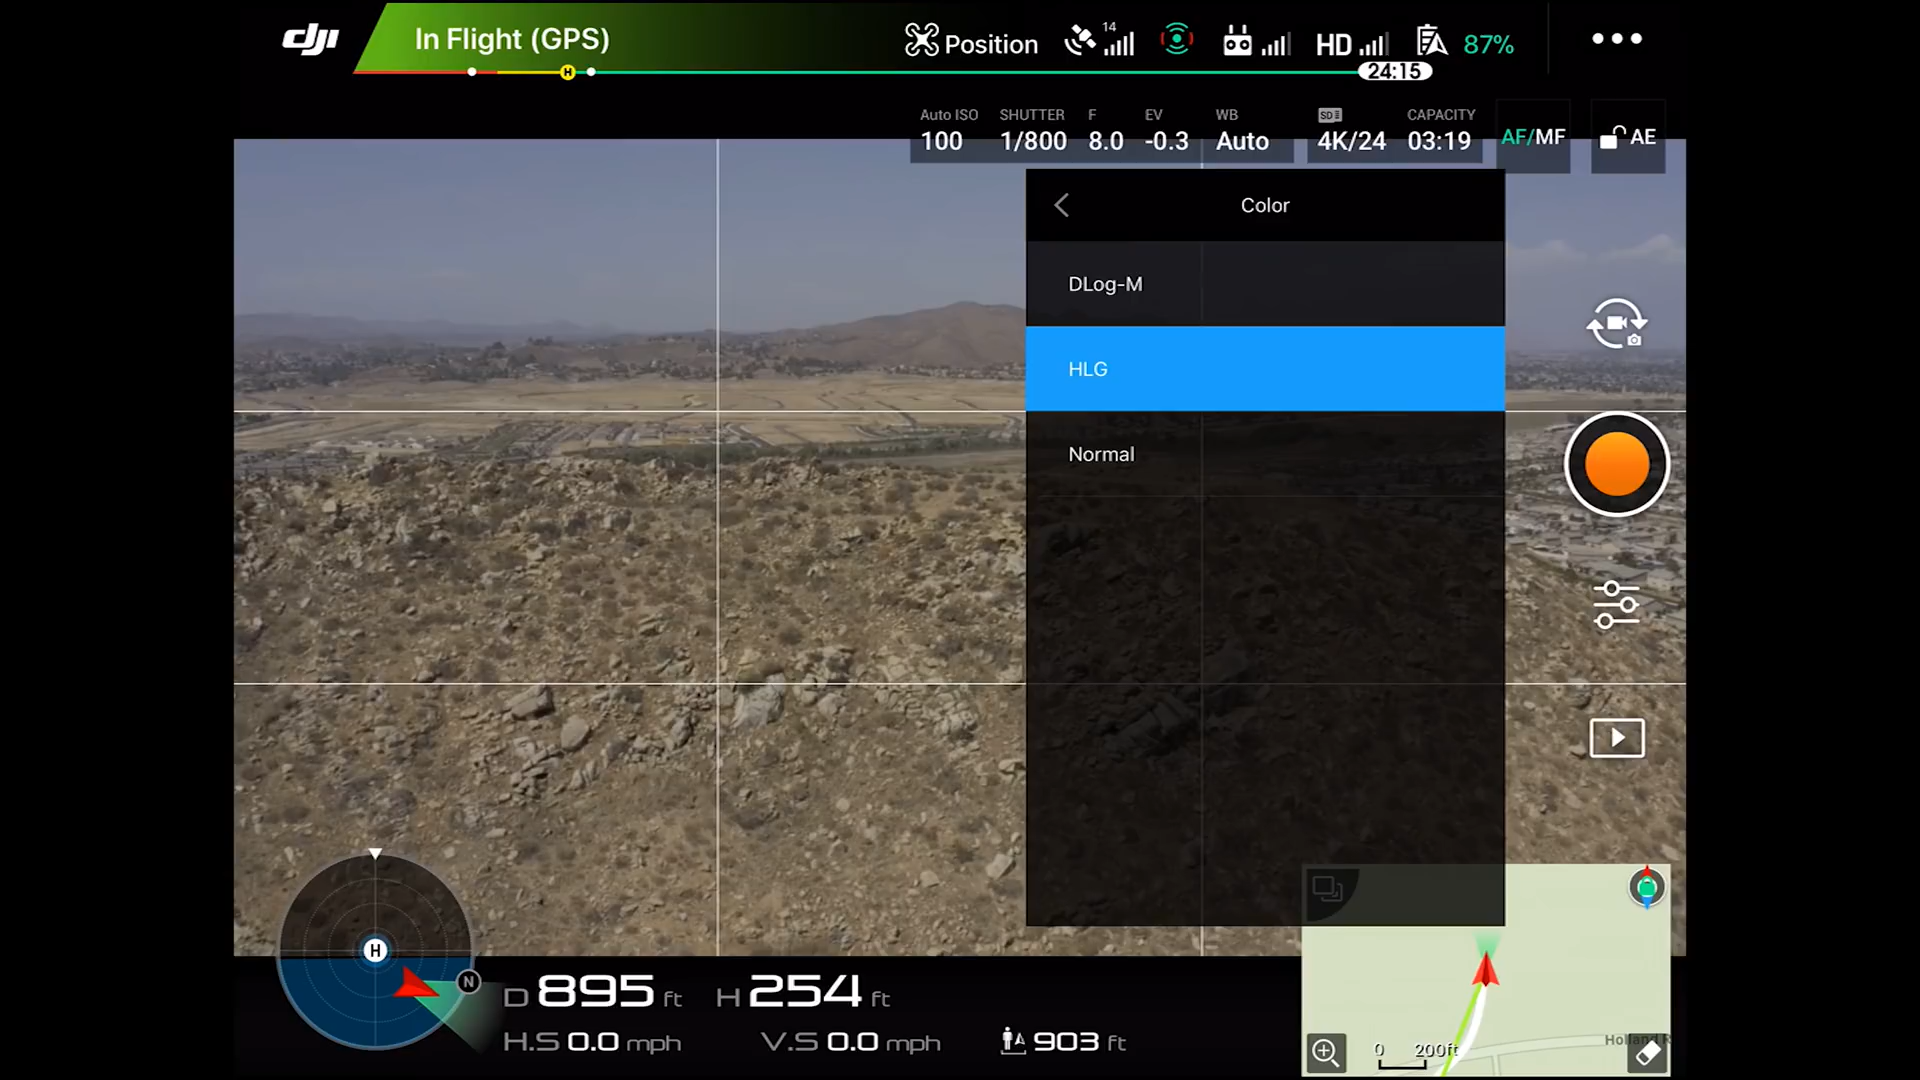 dji In Flight (GPS) Position 14 HD 87%
H 24:15
Auto ISO SHUTTER F EV WB SD CAPACITY
100 1/800 8.0 -0.3 Auto 4K/24 03:19 AF/MF AE
Color
DLog-M
HLG
Normal
H
N
D 895 ft H 254 ft
H.S 0.0 mph V.S 0.0 mph 903 ft
0 200ft